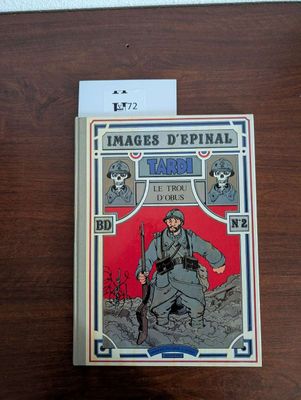 72
IMAGES D'EPINAL
TARDI
LE TROU
D'OBUS
BD
N°2